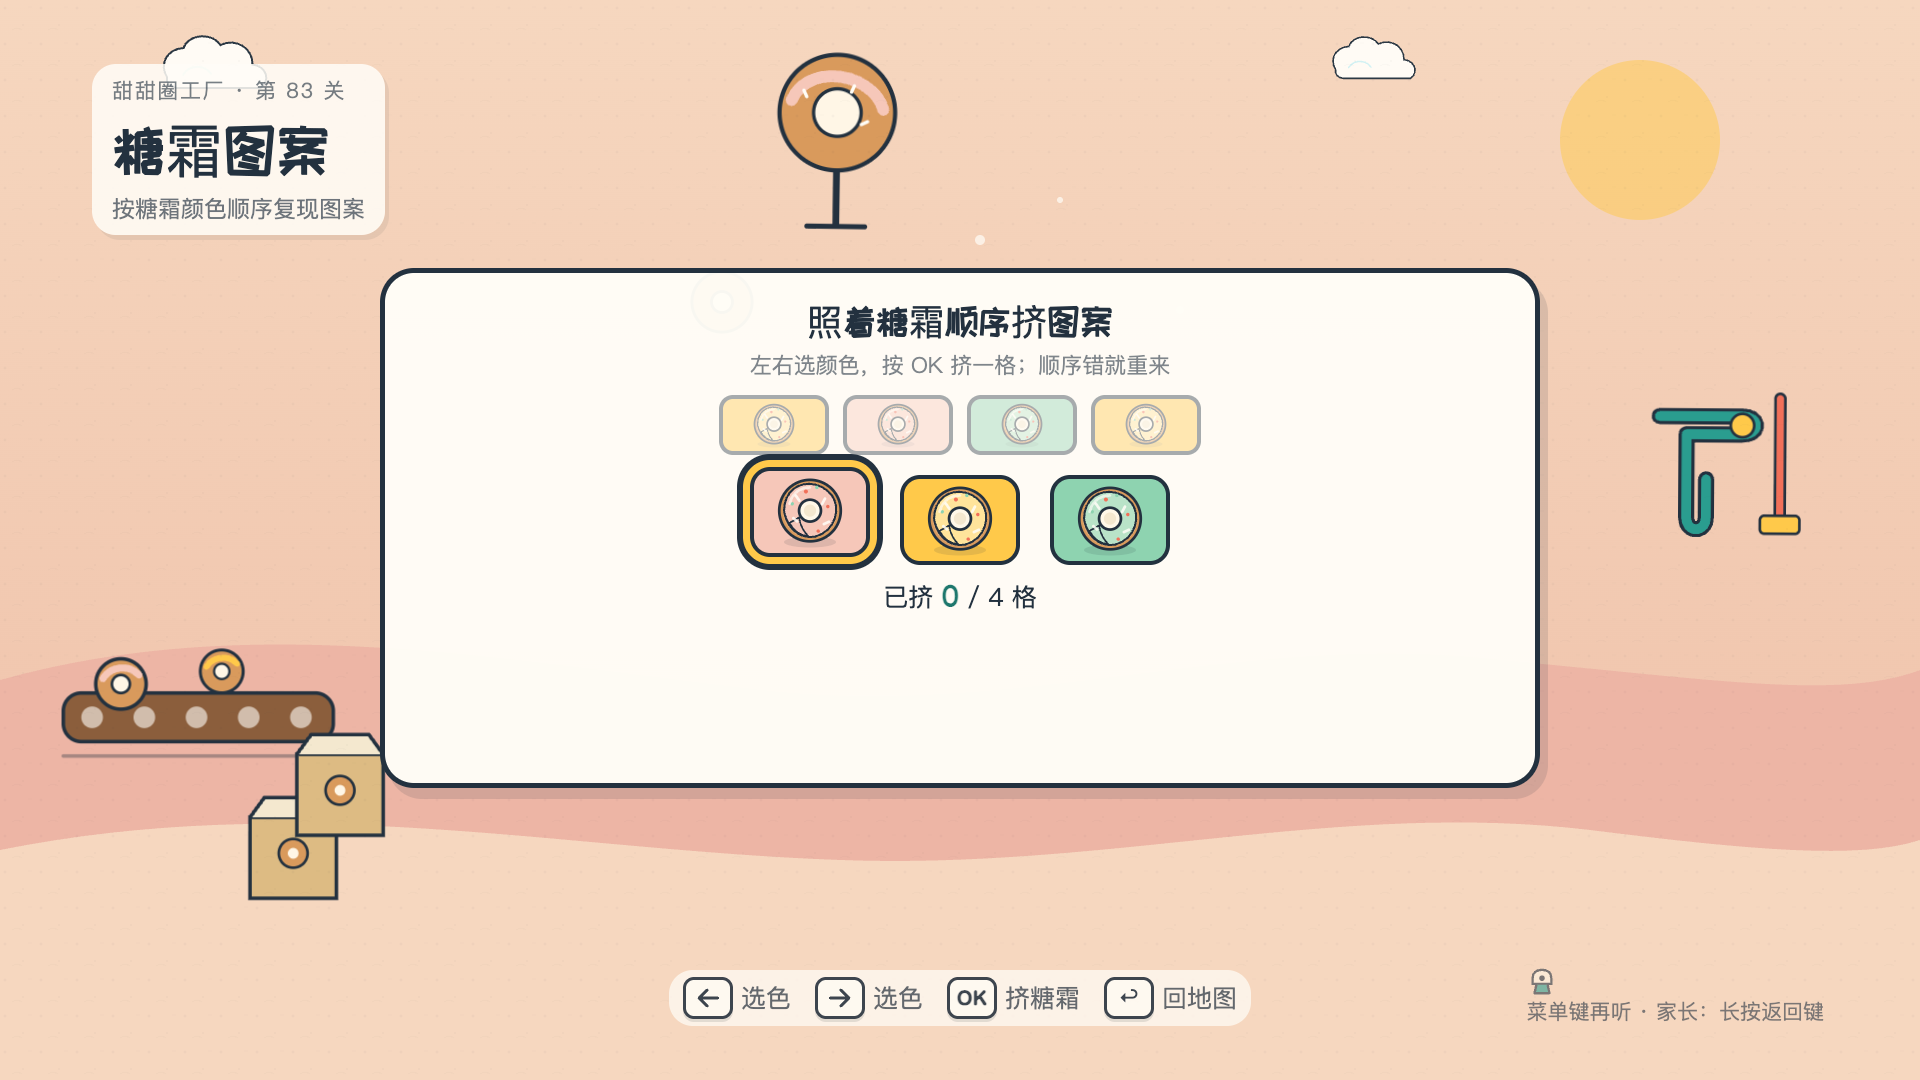 甜甜圈工厂 · 第 83 关
糖霜图案
按糖霜颜色顺序复现图案
照着糖霜顺序挤图案
左右选颜色，按 OK 挤一格；顺序错就重来
已挤 0 / 4 格
← 选色 → 选色 OK 挤糖霜 ↩ 回地图
菜单键再听 · 家长：长按返回键